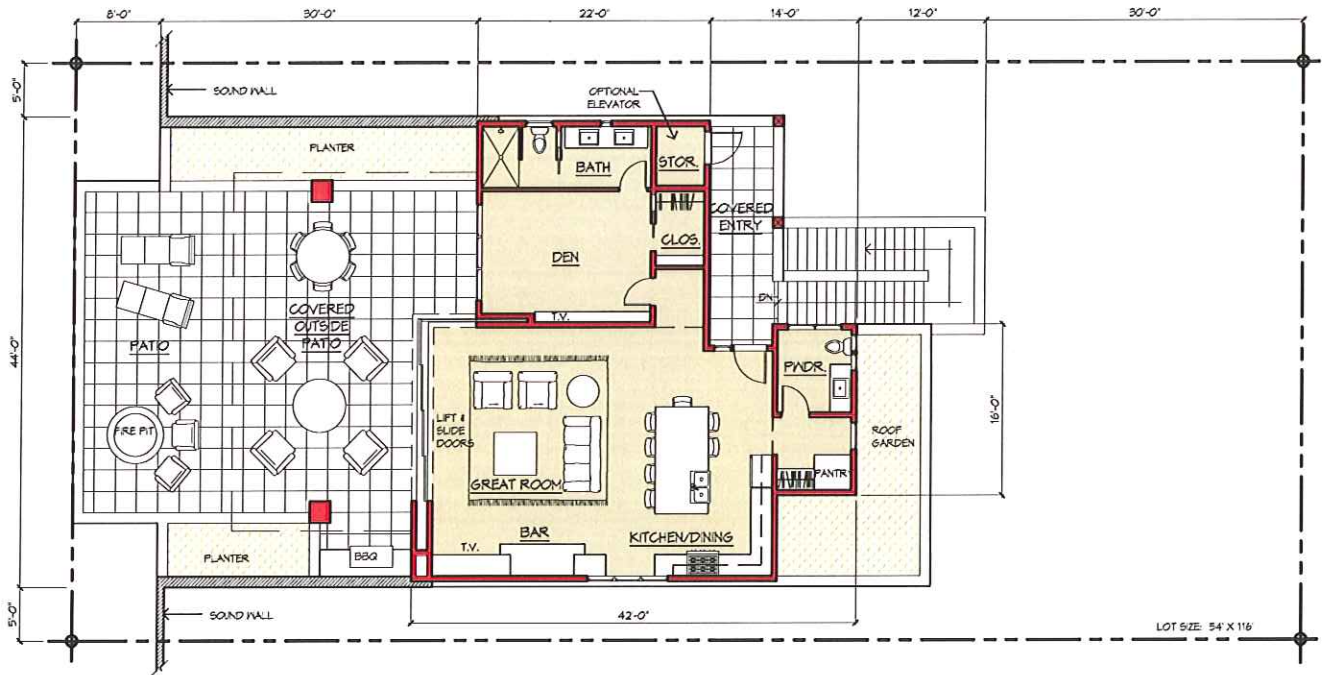 8'-0" 30'-0" 22'-0" 14'-0" 12'-0" 30'-0"
5'-0"
SOUND WALL
OPTIONAL
ELEVATOR
PLANTER
BATH
STOR.
COVERED
ENTRY
CLOS.
DEN
COVERED
OUTSIDE
PATIO
T.V.
DN
PATIO
44'-0"
PWDR.
LIFT &
SLIDE
DOORS
16'-0"
FIRE PIT
ROOF
GARDEN
PANTRY
GREAT ROOM
BAR
KITCHEN/DINING
T.V.
PLANTER
BBQ
5'-0"
SOUND WALL
42'-0"
LOT SIZE: 54' X 116'